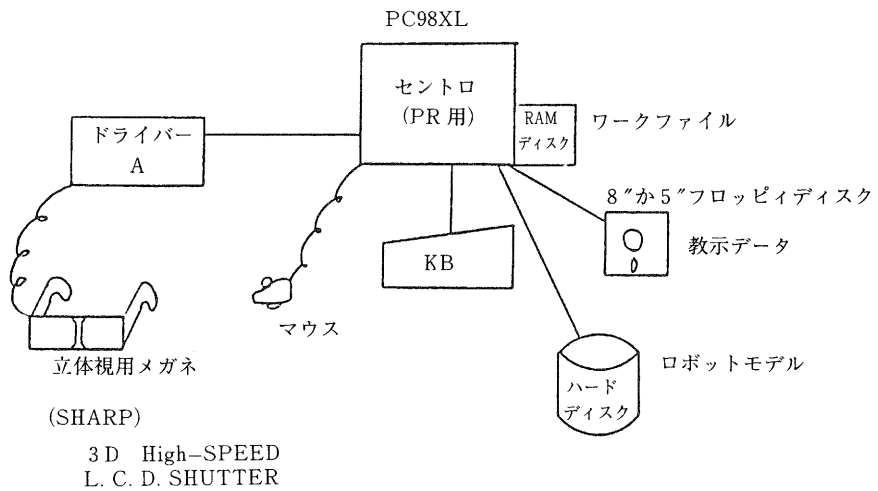 PC98XL
セントロ
(PR用)
RAM
ディスク
ワークファイル
ドライバー
A
8″か5″フロッピィディスク
教示データ
KB
マウス
立体視用メガネ
ロボットモデル
ハード
ディスク
(SHARP)
3D High-SPEED
L. C. D. SHUTTER